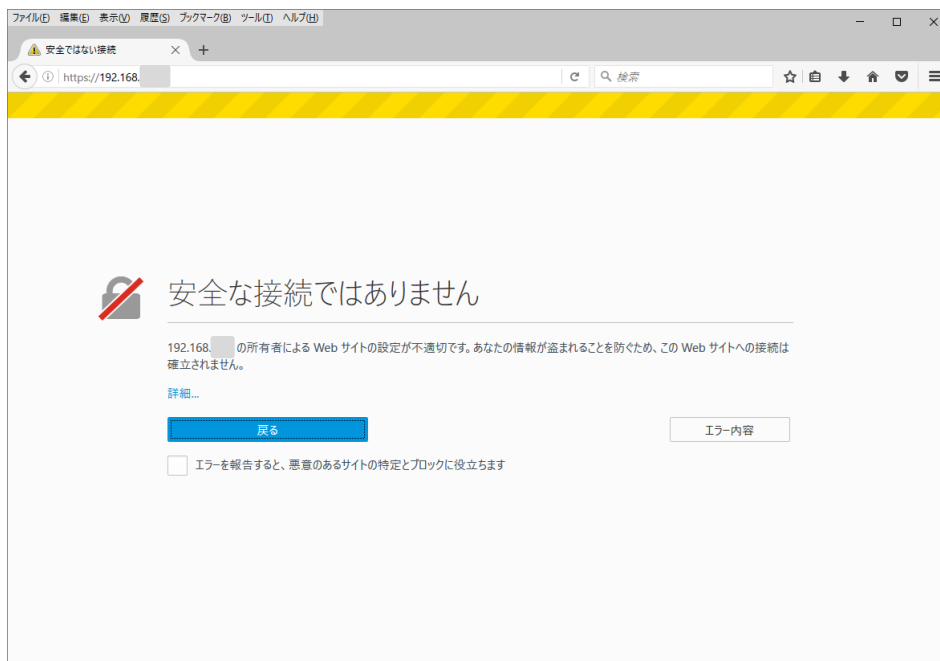 ファイル(F) 編集(E) 表示(V) 履歴(S) ブックマーク(B) ツール(T) ヘルプ(H)
安全ではない接続
https://192.168.
検索
安全な接続ではありません
192.168. の所有者による Web サイトの設定が不適切です。あなたの情報が盗まれることを防ぐため、この Web サイトへの接続は
確立されません。
詳細...
戻る
エラー内容
エラーを報告すると、悪意のあるサイトの特定とブロックに役立ちます